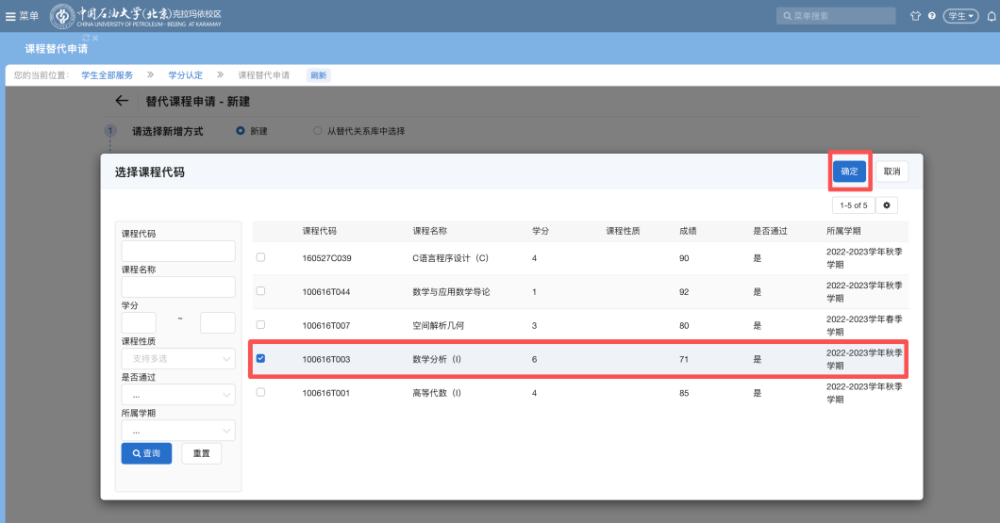 菜单
中国石油大学(北京)克拉玛依校区
CHINA UNIVERSITY OF PETROLEUM - BEIJING AT KARAMAY
菜单搜索
学生
课程替代申请
您的当前位置: 学生全部服务 » 学分认定 » 课程替代申请 刷新
← 替代课程申请 - 新建
1 请选择新增方式 新建 从替代关系库中选择
选择课程代码
确定 取消
1-5 of 5
课程代码
课程名称
学分
~
课程性质
支持多选
是否通过
...
所属学期
...
查询 重置
课程代码 课程名称 学分 课程性质 成绩 是否通过 所属学期
160527C039 C语言程序设计(C) 4 90 是 2022-2023学年秋季
学期
100616T044 数学与应用数学导论 1 92 是 2022-2023学年秋季
学期
100616T007 空间解析几何 3 80 是 2022-2023学年春季
学期
100616T003 数学分析(I) 6 71 是 2022-2023学年秋季
学期
100616T001 高等代数(I) 4 85 是 2022-2023学年秋季
学期